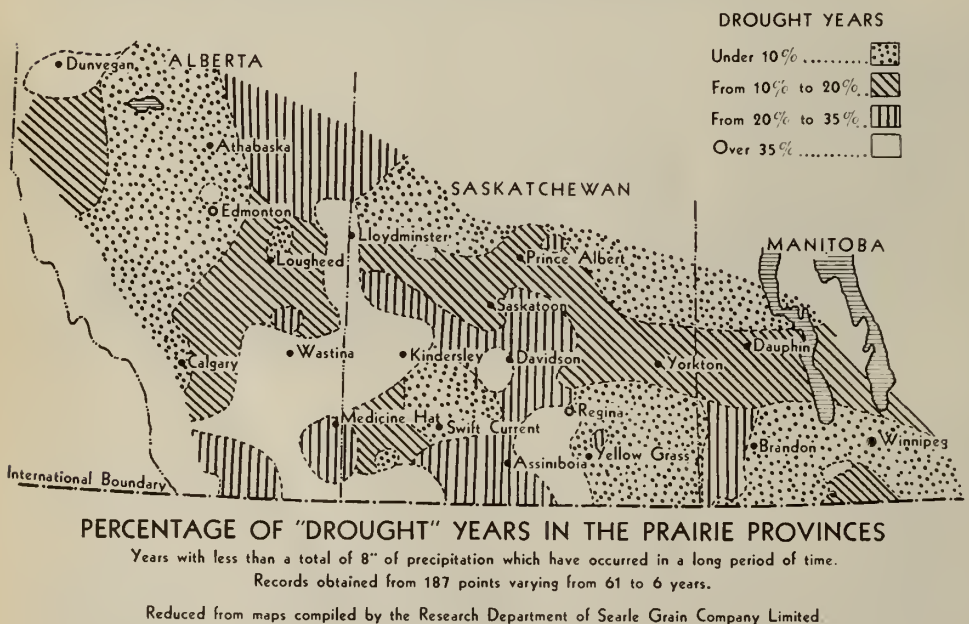 DROUGHT YEARS
Under 10%
From 10% to 20%
From 20% to 35%
Over 35%
ALBERTA
SASKATCHEWAN
MANITOBA
Dunvegan
Athabaska
Edmonton
Lloydminster
Lougheed
Prince Albert
Saskatoon
Dauphin
Wastina
Kindersley
Davidson
Yorkton
Calgary
Medicine Hat
Swift Current
Regina
Yellow Grass
Brandon
Winnipeg
Assiniboia
International Boundary
PERCENTAGE OF "DROUGHT" YEARS IN THE PRAIRIE PROVINCES
Years with less than a total of 8" of precipitation which have occurred in a long period of time.
Records obtained from 187 points varying from 61 to 6 years.
Reduced from maps compiled by the Research Department of Searle Grain Company Limited.